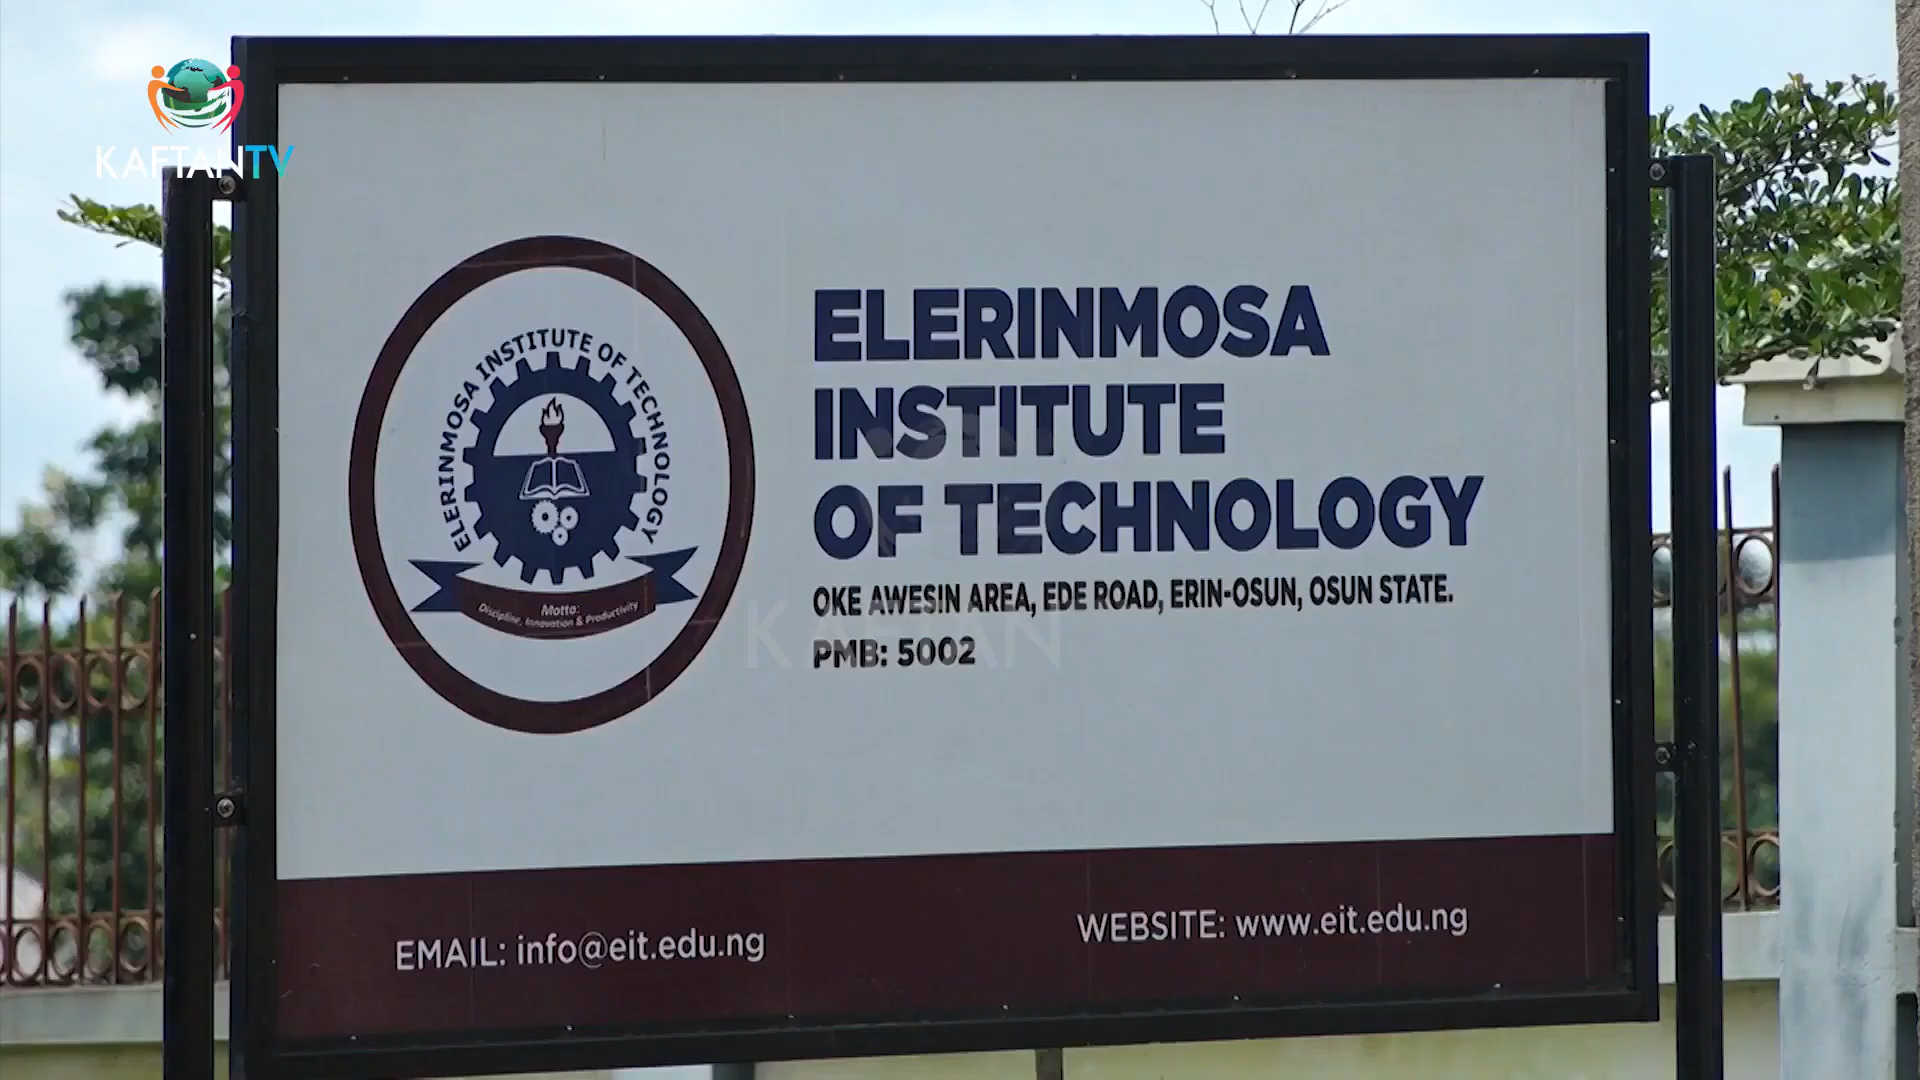 KAFTANTV
ELERINMOSA INSTITUTE OF TECHNOLOGY
Motto:
Discipline, Innovation & Productivity
ELERINMOSA
INSTITUTE
OF TECHNOLOGY
OKE AWESIN AREA, EDE ROAD, ERIN-OSUN, OSUN STATE.
PMB: 5002
KAFTAN
EMAIL: info@eit.edu.ng
WEBSITE: www.eit.edu.ng